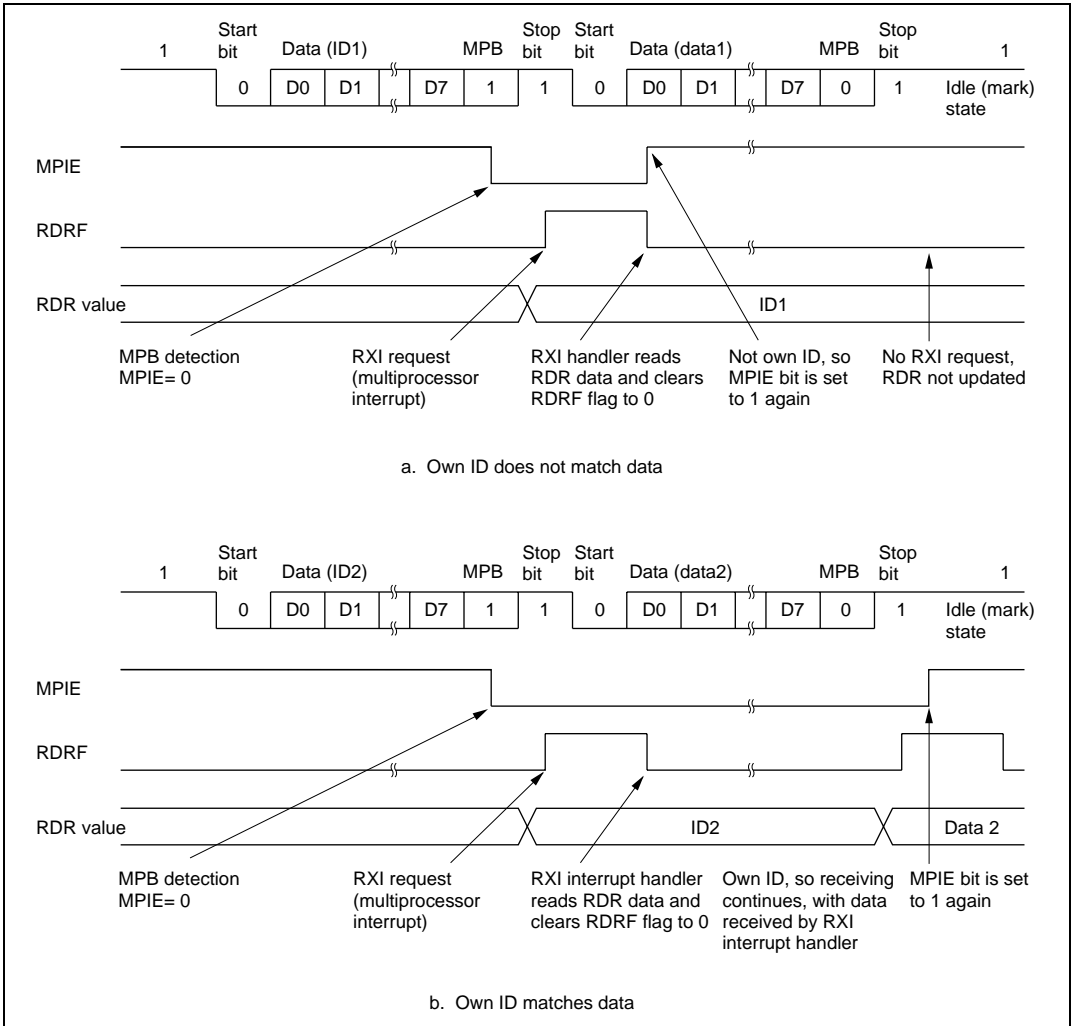 Start Stop Start Stop
1 bit Data (ID1) MPB bit bit Data (data1) MPB bit 1
0 D0 D1 D7 1 1 0 D0 D1 D7 0 1 Idle (mark)
state
MPIE
RDRF
RDR value ID1
MPB detection
MPIE= 0
RXI request
(multiprocessor
interrupt)
RXI handler reads
RDR data and clears
RDRF flag to 0
Not own ID, so
MPIE bit is set
to 1 again
No RXI request,
RDR not updated
a. Own ID does not match data
Start Stop Start Stop
1 bit Data (ID2) MPB bit bit Data (data2) MPB bit 1
0 D0 D1 D7 1 1 0 D0 D1 D7 0 1 Idle (mark)
state
MPIE
RDRF
RDR value ID2 Data 2
MPB detection
MPIE= 0
RXI request
(multiprocessor
interrupt)
RXI interrupt handler
reads RDR data and
clears RDRF flag to 0
Own ID, so receiving
continues, with data
received by RXI
interrupt handler
MPIE bit is set
to 1 again
b. Own ID matches data